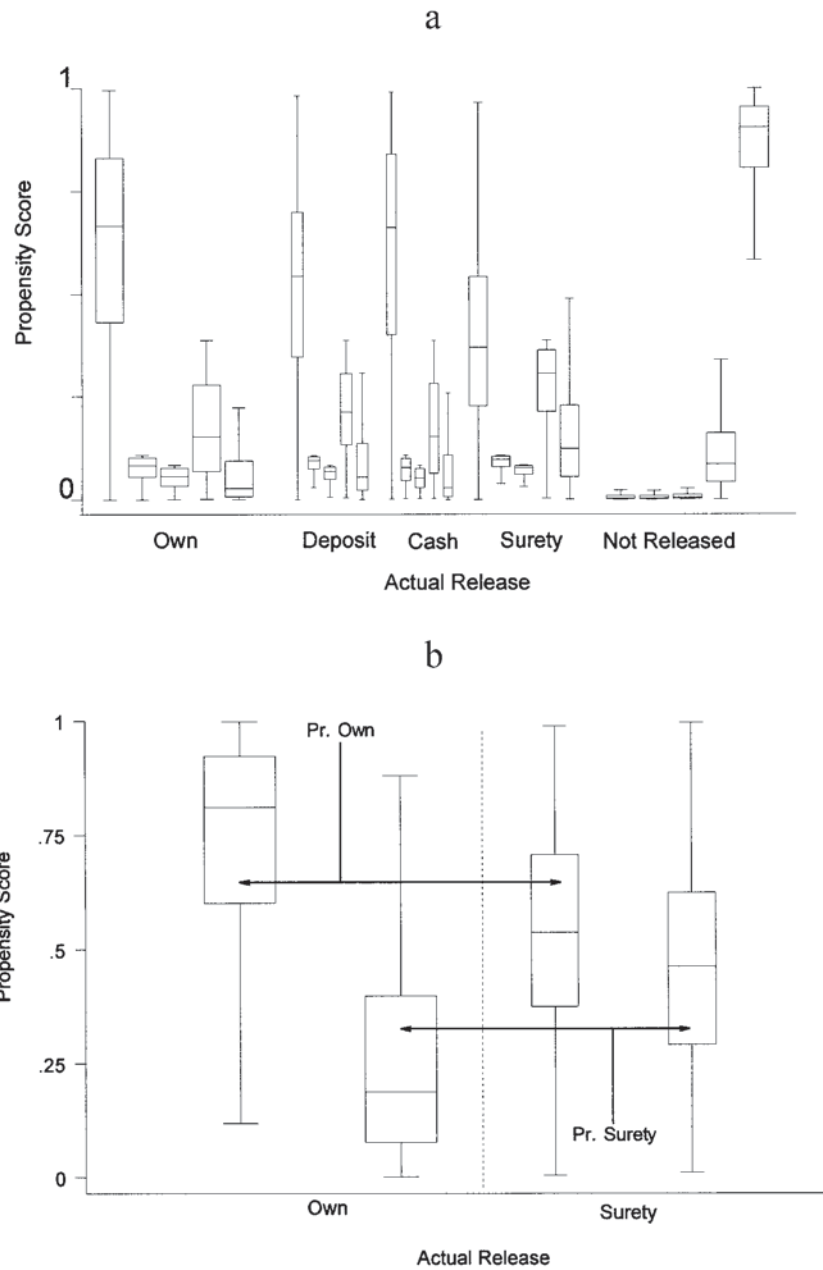 a
1
Propensity Score
0
Own Deposit Cash Surety Not Released
Actual Release
b
1
Pr. Own
.75
Propensity Score
.5
.25
Pr. Surety
0
Own Surety
Actual Release